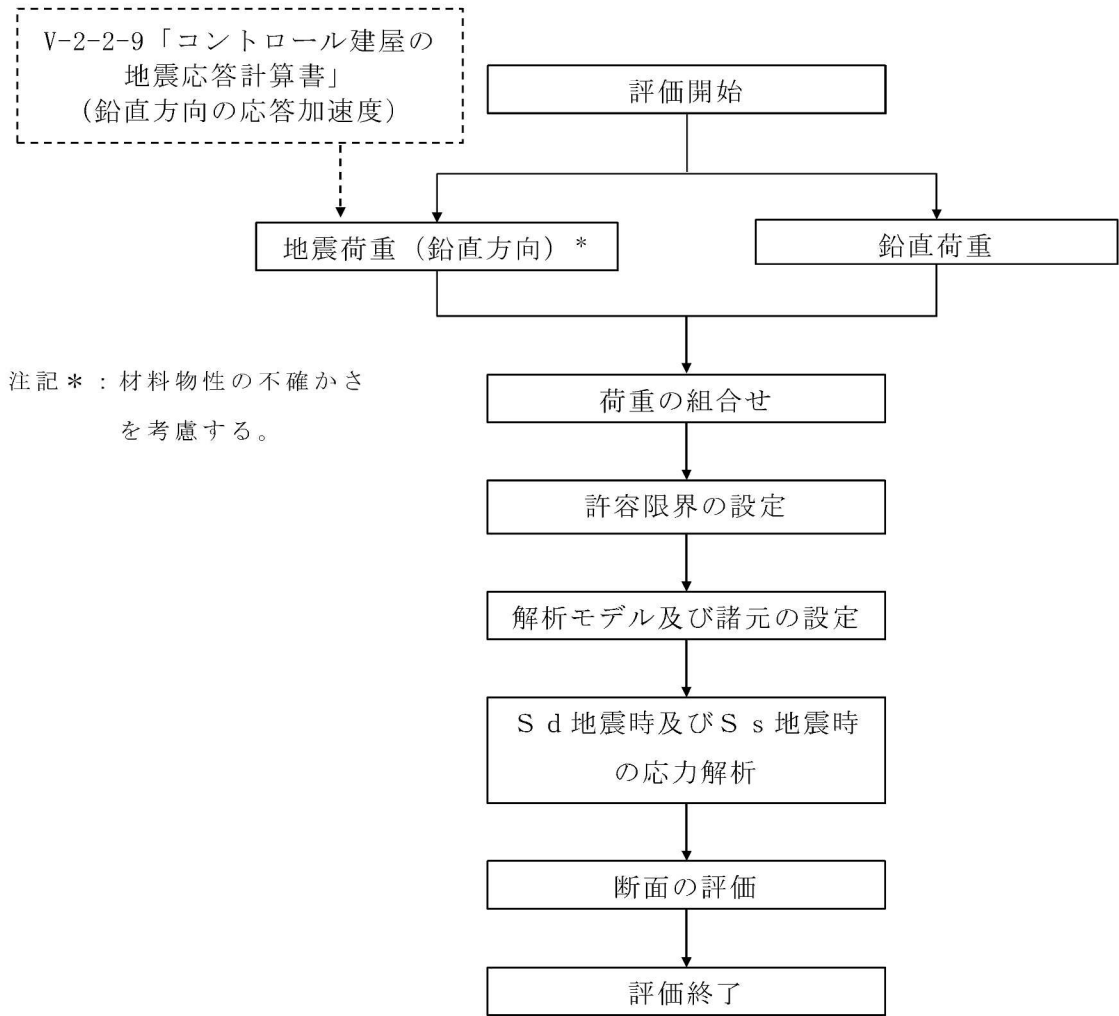 V-2-2-9「コントロール建屋の
地震応答計算書」
(鉛直方向の応答加速度)
評価開始
地震荷重（鉛直方向）*
鉛直荷重
注記＊：材料物性の不確かさ
を考慮する。
荷重の組合せ
許容限界の設定
解析モデル及び諸元の設定
Ｓｄ地震時及びＳｓ地震時
の応力解析
断面の評価
評価終了